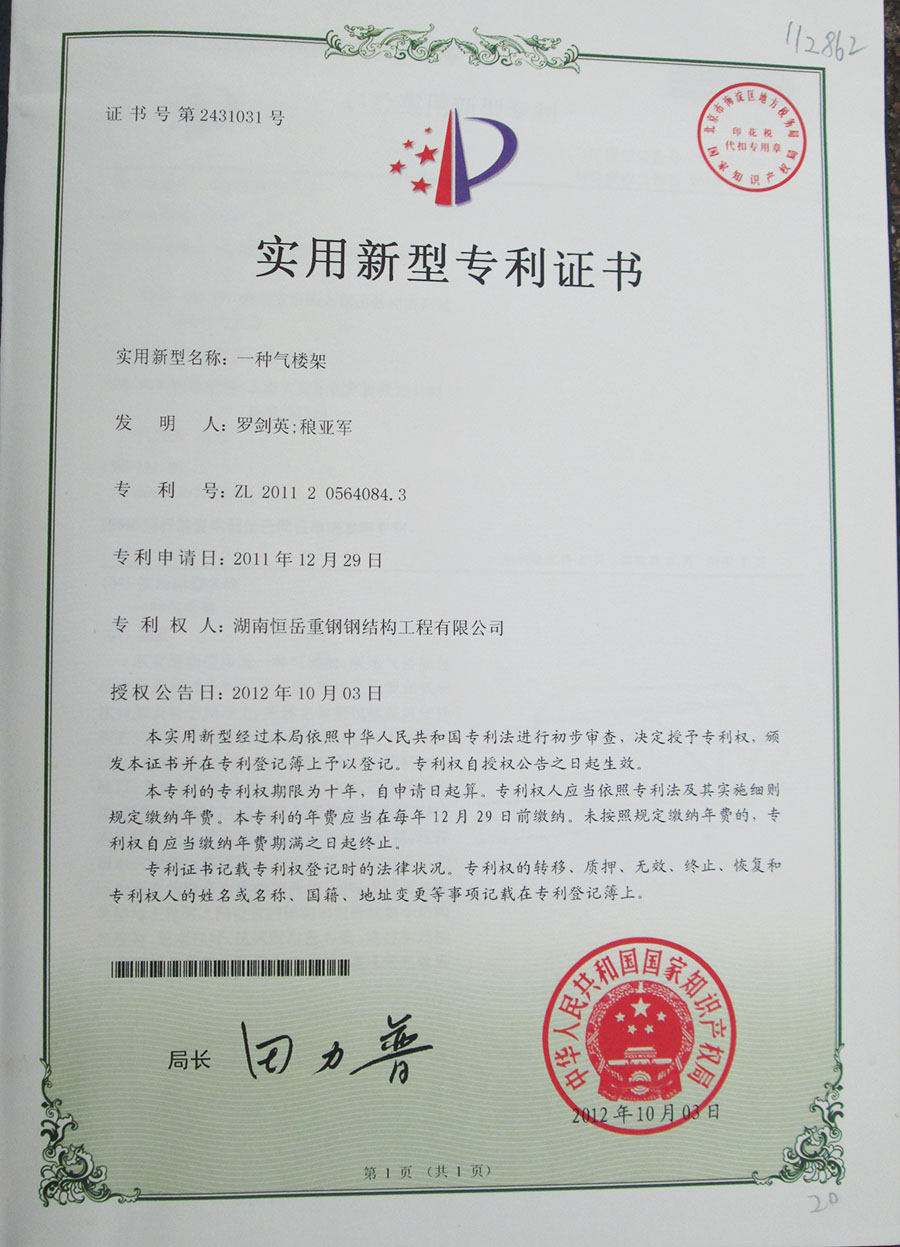 112862
证书号第2431031号
北京市海淀区地方税务局
印花税
代扣专用章
国家知识产权局
实用新型专利证书
实用新型名称：一种气楼架
发明人：罗剑英;稂亚军
专利号：ZL 2011 2 0564084.3
专利申请日：2011年12月29日
专利权人：湖南恒岳重钢钢结构工程有限公司
授权公告日：2012年10月03日
本实用新型经过本局依照中华人民共和国专利法进行初步审查，决定授予专利权，颁
发本证书并在专利登记簿上予以登记。专利权自授权公告之日起生效。
本专利的专利权期限为十年，自申请日起算。专利权人应当依照专利法及其实施细则
规定缴纳年费。本专利的年费应当在每年12月29日前缴纳。未按照规定缴纳年费的，专
利权自应当缴纳年费期满之日起终止。
专利证书记载专利权登记时的法律状况。专利权的转移、质押、无效、终止、恢复和
专利权人的姓名或名称、国籍、地址变更等事项记载在专利登记簿上。
局长 田力普
中华人民共和国国家知识产权局
2012年10月03日
第1页（共1页）
20